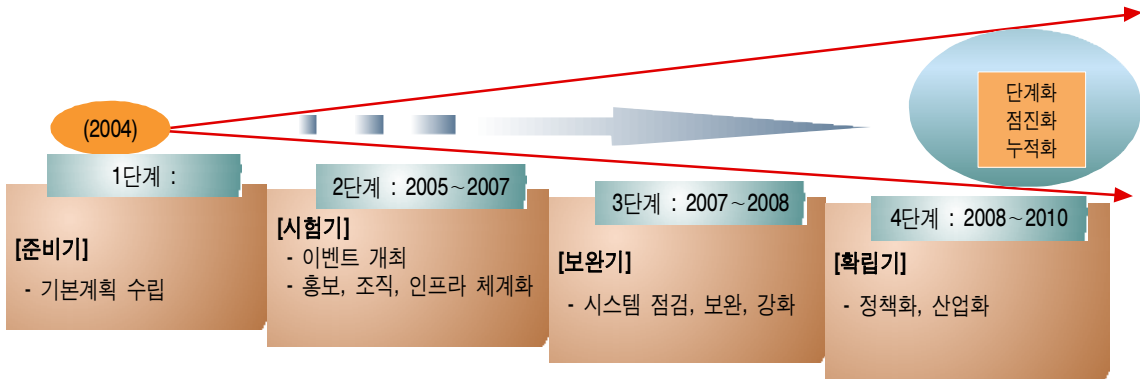 (2004)
단계화
점진화
누적화
1단계 :
[준비기]
- 기본계획 수립
2단계 : 2005~2007
[시험기]
- 이벤트 개최
- 홍보, 조직, 인프라 체계화
3단계 : 2007~2008
[보완기]
- 시스템 점검, 보완, 강화
4단계 : 2008~2010
[확립기]
- 정책화, 산업화